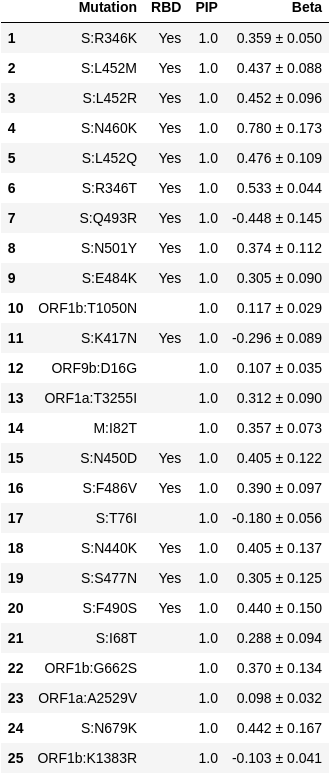 Mutation RBD PIP Beta
1 S:R346K Yes 1.0 0.359 ± 0.050
2 S:L452M Yes 1.0 0.437 ± 0.088
3 S:L452R Yes 1.0 0.452 ± 0.096
4 S:N460K Yes 1.0 0.780 ± 0.173
5 S:L452Q Yes 1.0 0.476 ± 0.109
6 S:R346T Yes 1.0 0.533 ± 0.044
7 S:Q493R Yes 1.0 -0.448 ± 0.145
8 S:N501Y Yes 1.0 0.374 ± 0.112
9 S:E484K Yes 1.0 0.305 ± 0.090
10 ORF1b:T1050N 1.0 0.117 ± 0.029
11 S:K417N Yes 1.0 -0.296 ± 0.089
12 ORF9b:D16G 1.0 0.107 ± 0.035
13 ORF1a:T3255I 1.0 0.312 ± 0.090
14 M:I82T 1.0 0.357 ± 0.073
15 S:N450D Yes 1.0 0.405 ± 0.122
16 S:F486V Yes 1.0 0.390 ± 0.097
17 S:T76I 1.0 -0.180 ± 0.056
18 S:N440K Yes 1.0 0.405 ± 0.137
19 S:S477N Yes 1.0 0.305 ± 0.125
20 S:F490S Yes 1.0 0.440 ± 0.150
21 S:I68T 1.0 0.288 ± 0.094
22 ORF1b:G662S 1.0 0.370 ± 0.134
23 ORF1a:A2529V 1.0 0.098 ± 0.032
24 S:N679K 1.0 0.442 ± 0.167
25 ORF1b:K1383R 1.0 -0.103 ± 0.041